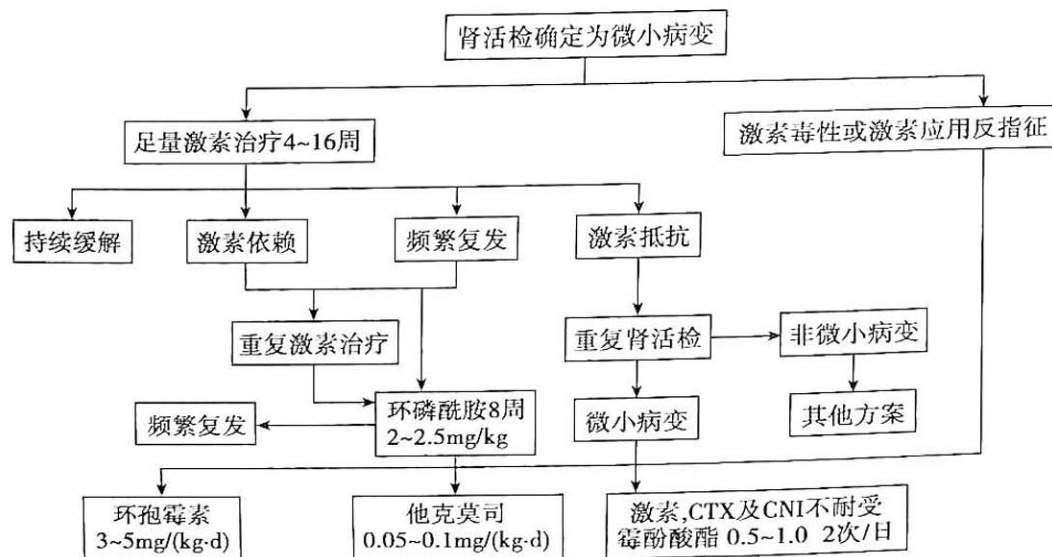 肾活检确定为微小病变
足量激素治疗4~16周
激素毒性或激素应用反指征
持续缓解
激素依赖
频繁复发
激素抵抗
重复激素治疗
重复肾活检
非微小病变
频繁复发
环磷酰胺8周
2~2.5mg/kg
微小病变
其他方案
环孢霉素
3~5mg/(kg·d)
他克莫司
0.05~0.1mg/(kg·d)
激素,CTX及CNI不耐受
霉酚酸酯 0.5~1.0 2次/日